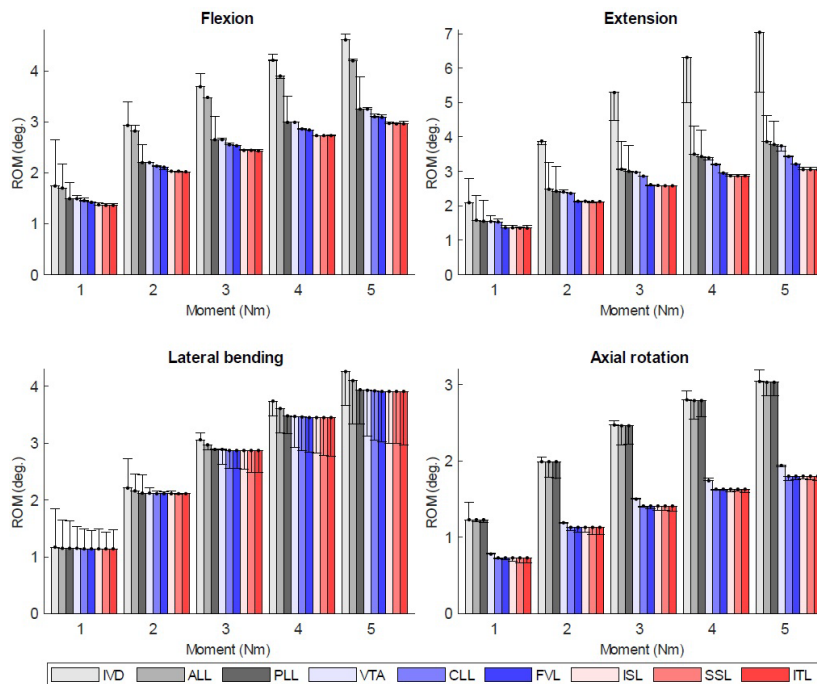 Flexion
Extension
ROM (deg.)
4
3
2
1
0
1 2 3 4 5
Moment (Nm)
ROM (deg.)
7
6
5
4
3
2
1
0
1 2 3 4 5
Moment (Nm)
Lateral bending
Axial rotation
ROM (deg.)
4
3
2
1
0
1 2 3 4 5
Moment (Nm)
ROM (deg.)
3
2
1
0
1 2 3 4 5
Moment (Nm)
IVD ALL PLL VTA CLL FVL ISL SSL ITL